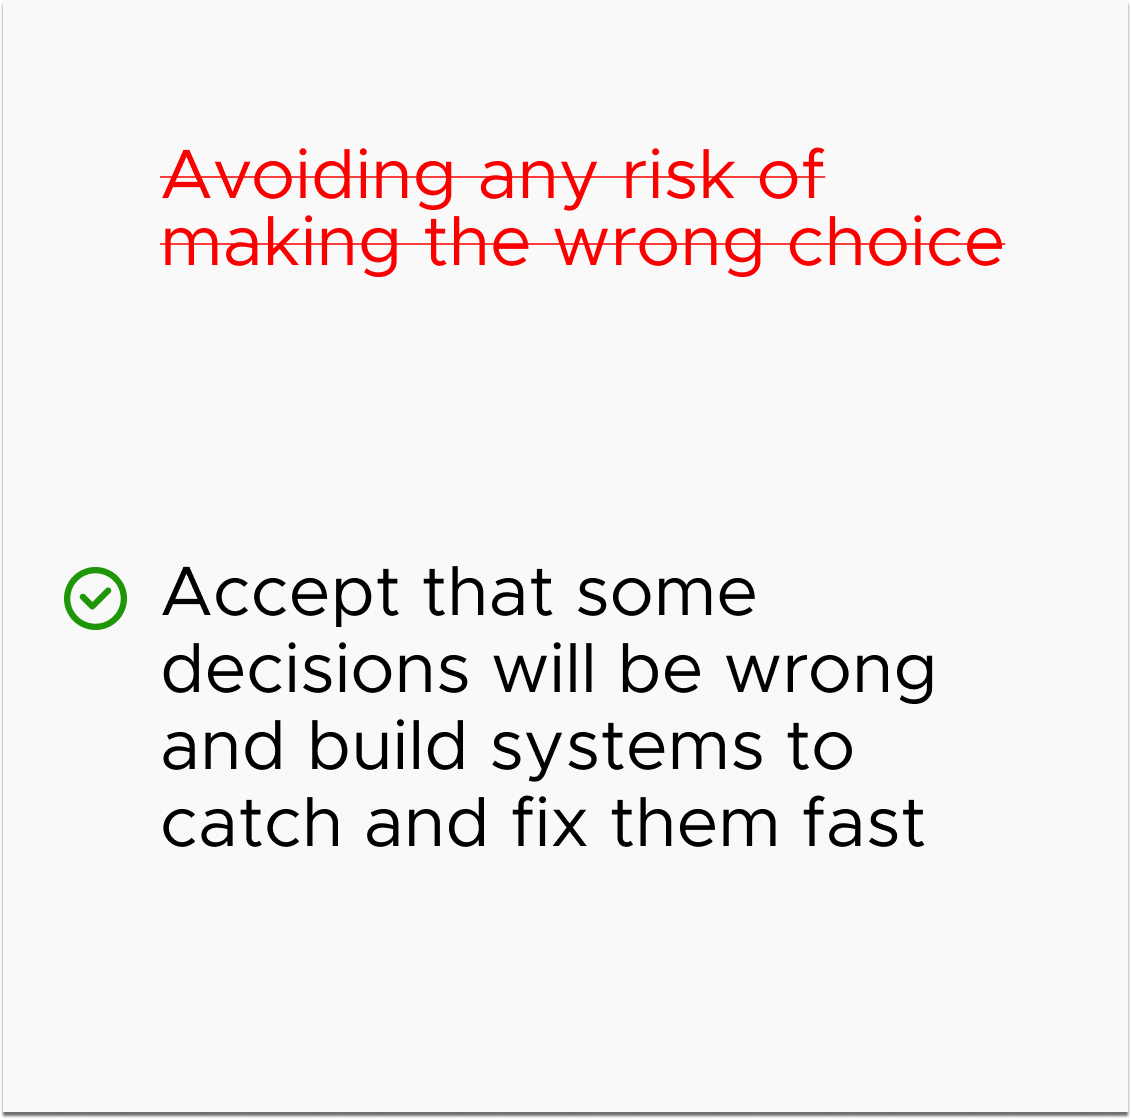 Avoiding any risk of
making the wrong choice
Accept that some
decisions will be wrong
and build systems to
catch and fix them fast